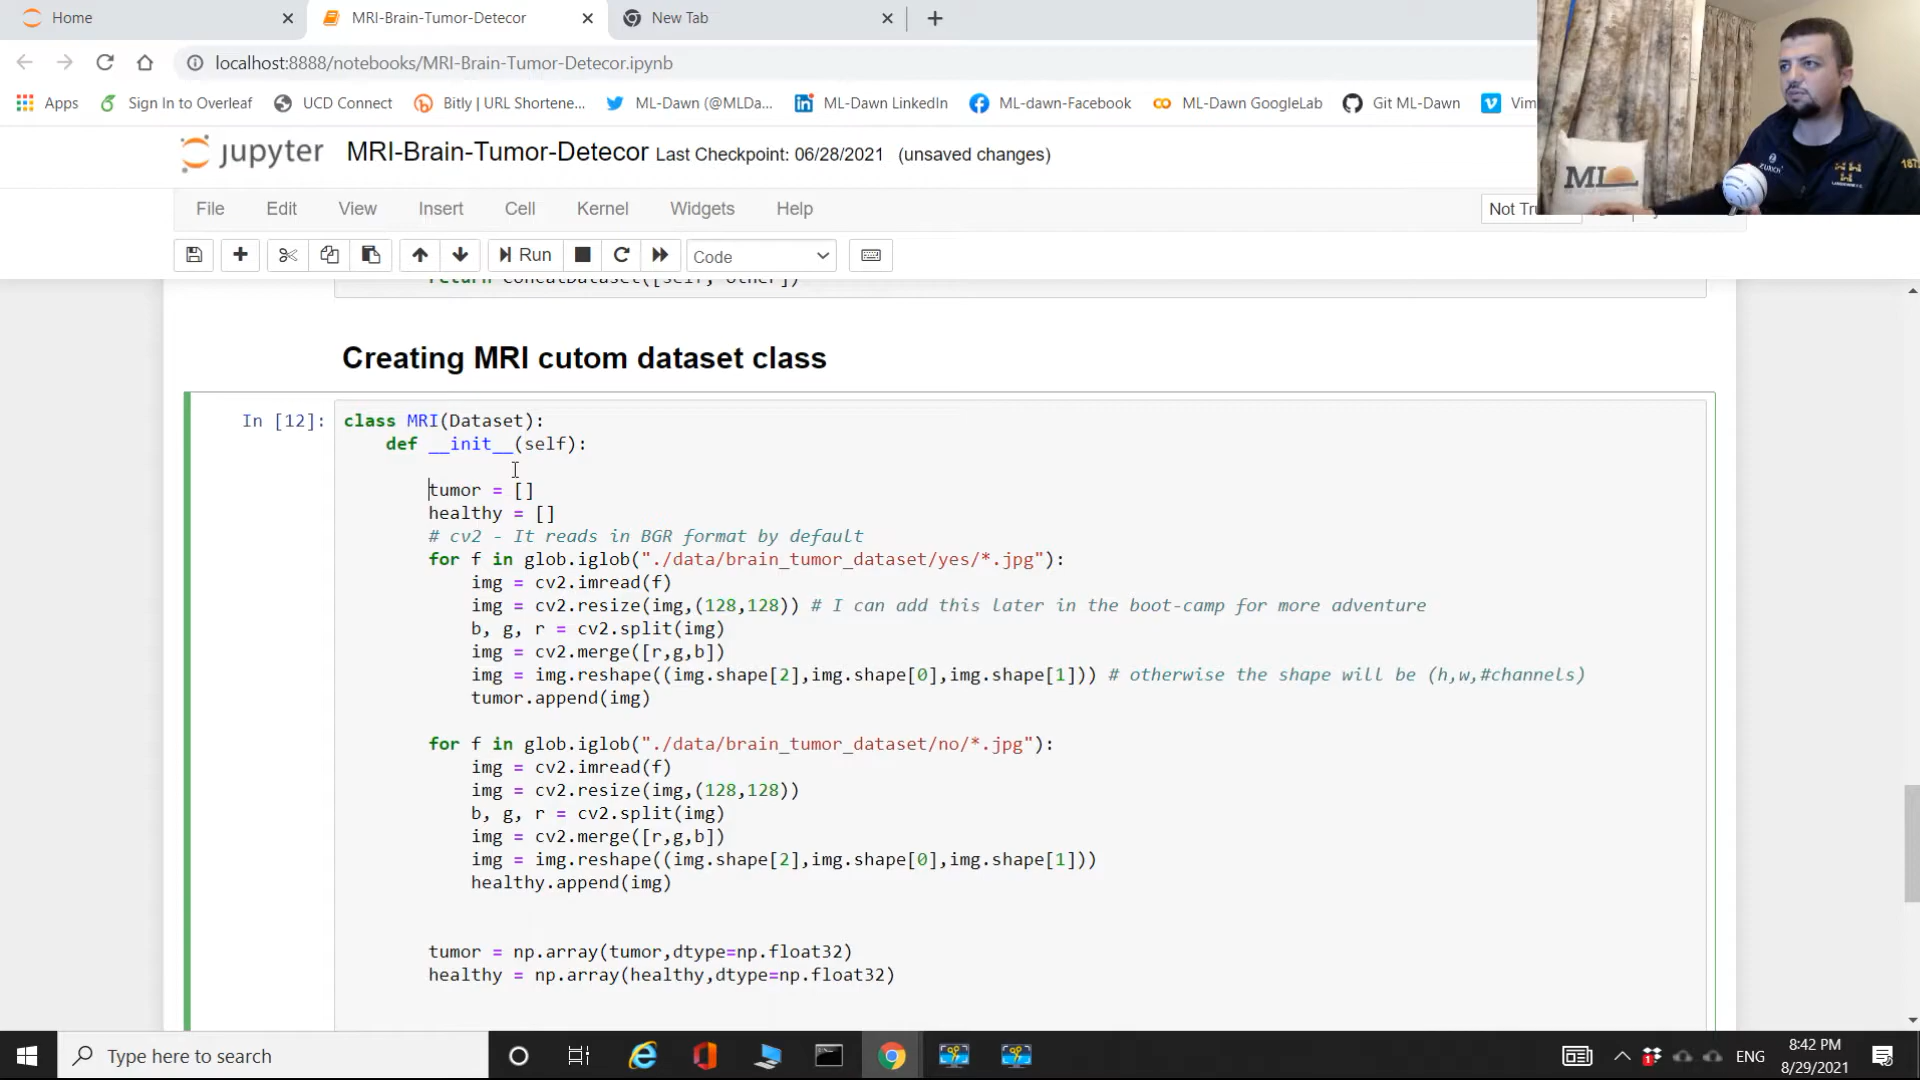 Home
MRI-Brain-Tumor-Detecor
New Tab
localhost:8888/notebooks/MRI-Brain-Tumor-Detecor.ipynb
Apps Sign In to Overleaf UCD Connect Bitly | URL Shortene... ML-Dawn (@MLDa... ML-Dawn LinkedIn ML-dawn-Facebook ML-Dawn GoogleLab Git ML-Dawn
jupyter MRI-Brain-Tumor-Detecor Last Checkpoint: 06/28/2021 (unsaved changes)
ML
ZURICH
File Edit View Insert Cell Kernel Widgets Help Not
Run Code
return ConcatDataset([self, other])
Creating MRI cutom dataset class
In [12]: class MRI(Dataset):
def __init__(self):
tumor = []
healthy = []
# cv2 - It reads in BGR format by default
for f in glob.iglob("./data/brain_tumor_dataset/yes/*.jpg"):
img = cv2.imread(f)
img = cv2.resize(img,(128,128)) # I can add this later in the boot-camp for more adventure
b, g, r = cv2.split(img)
img = cv2.merge([r,g,b])
img = img.reshape((img.shape[2],img.shape[0],img.shape[1])) # otherwise the shape will be (h,w,#channels)
tumor.append(img)
for f in glob.iglob("./data/brain_tumor_dataset/no/*.jpg"):
img = cv2.imread(f)
img = cv2.resize(img,(128,128))
b, g, r = cv2.split(img)
img = cv2.merge([r,g,b])
img = img.reshape((img.shape[2],img.shape[0],img.shape[1]))
healthy.append(img)
tumor = np.array(tumor,dtype=np.float32)
healthy = np.array(healthy,dtype=np.float32)
Type here to search
ENG
8:42 PM
8/29/2021